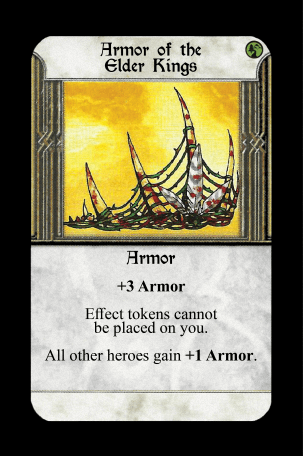 Armor of the
Elder Kings
Armor
+3 Armor
Effect tokens cannot
be placed on you.
All other heroes gain +1 Armor.